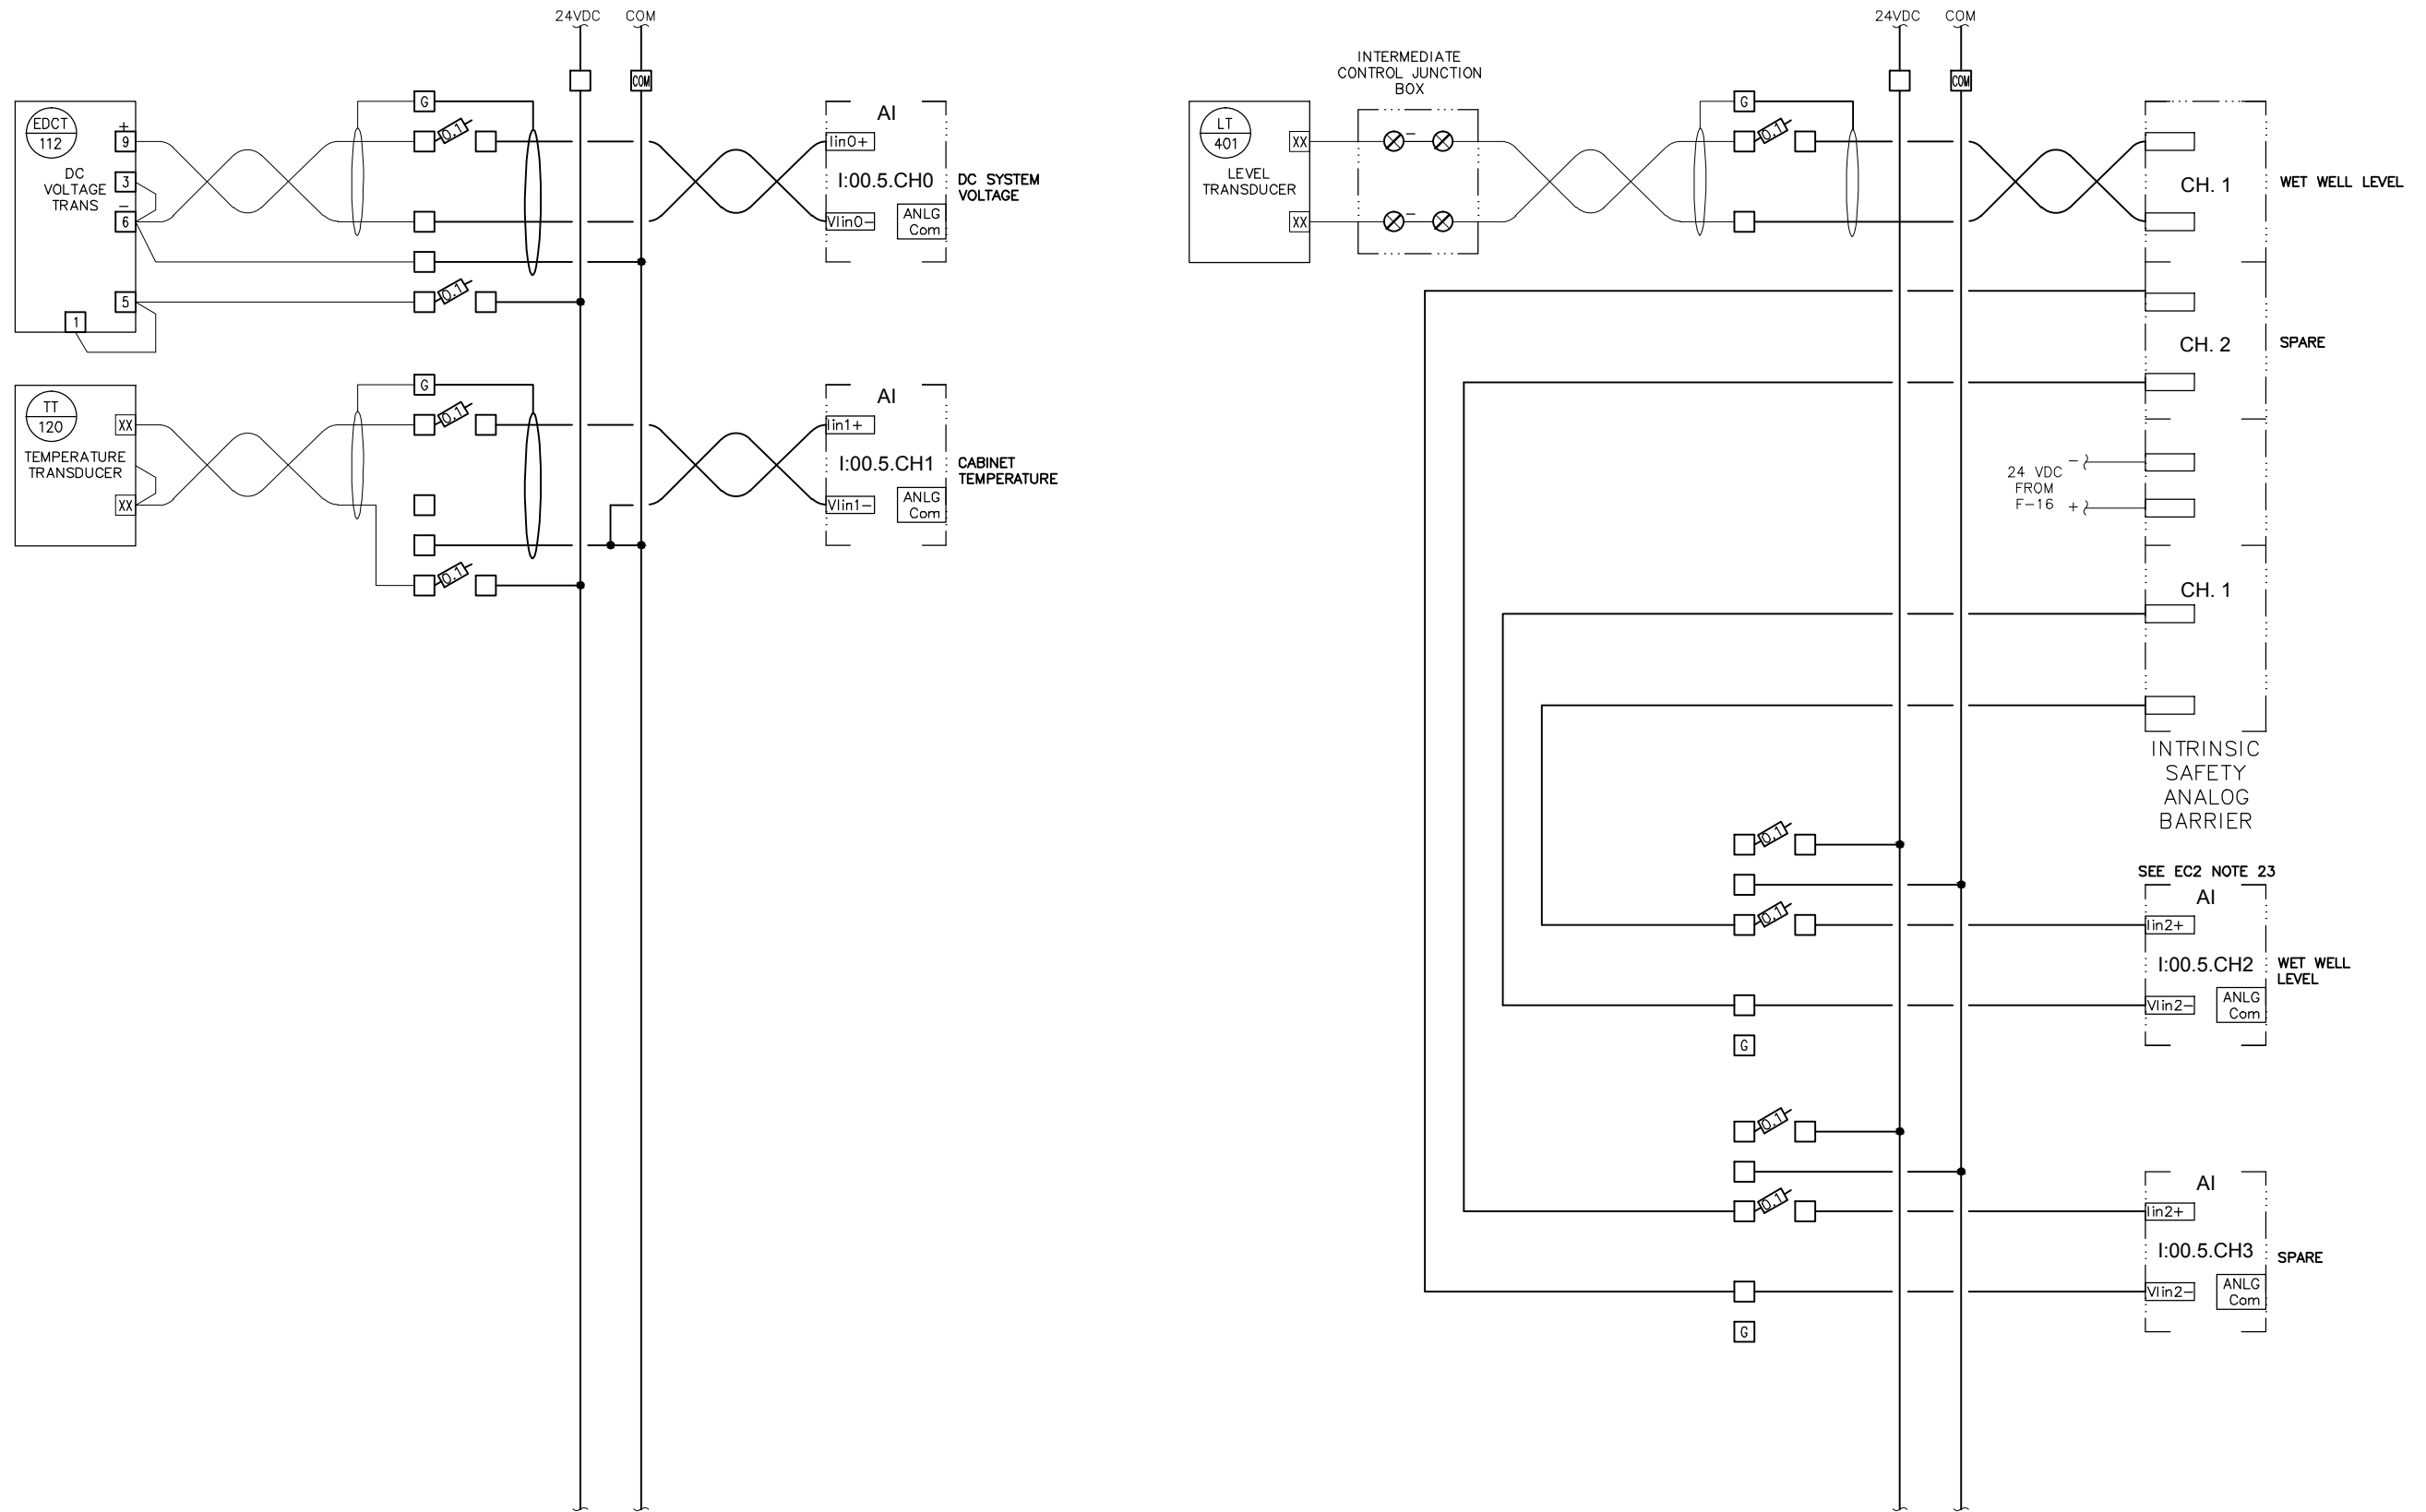 24VDC COM
COM
G
EDCT
112
+
9
0.1
DC
VOLTAGE
TRANS
3
−
6
5
0.1
1
AI
Iin0+
I:00.5.CH0
VIin0−
ANLG
Com
DC SYSTEM
VOLTAGE
TT
120
XX
TEMPERATURE
TRANSDUCER
XX
G
0.1
0.1
AI
Iin1+
I:00.5.CH1
VIin1−
ANLG
Com
CABINET
TEMPERATURE
24VDC COM
COM
INTERMEDIATE
CONTROL JUNCTION
BOX
LT
401
LEVEL
TRANSDUCER
XX
XX
−
−
G
0.1
CH. 1
WET WELL LEVEL
CH. 2
SPARE
24 VDC
FROM
F−16
−
+
CH. 1
INTRINSIC
SAFETY
ANALOG
BARRIER
0.1
0.1
G
SEE EC2 NOTE 23
AI
Iin2+
I:00.5.CH2
VIin2−
ANLG
Com
WET WELL
LEVEL
0.1
0.1
G
AI
Iin2+
I:00.5.CH3
VIin2−
ANLG
Com
SPARE